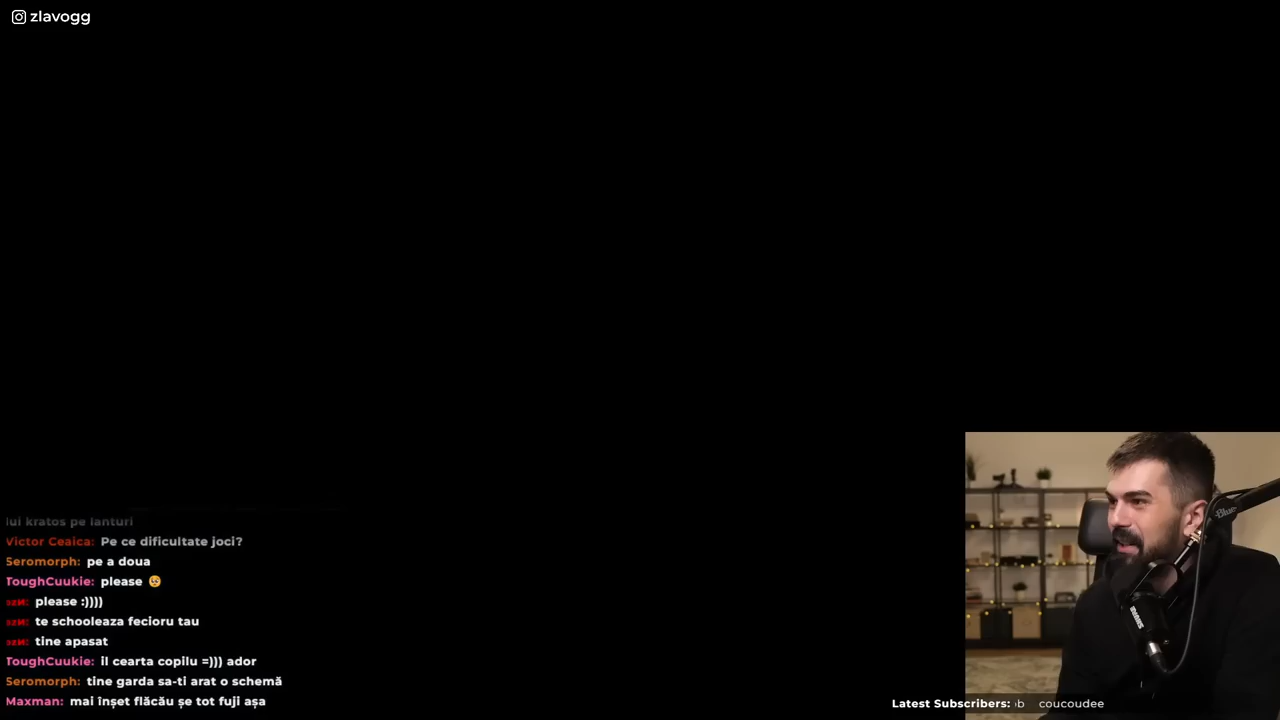 zlavogg
lui kratos pe lanturi
Victor Ceaica: Pe ce dificultate joci?
Seromorph: pe a doua
ToughCuukie: please 🥺
please :))))
te schooleaza fecioru tau
tine apasat
ToughCuukie: il cearta copilu =))) ador
Seromorph: tine garda sa-ti arat o schemă
Maxman: mai înșet flăcău șe tot fuji așa
Latest Subscribers: b coucoudee
Blue